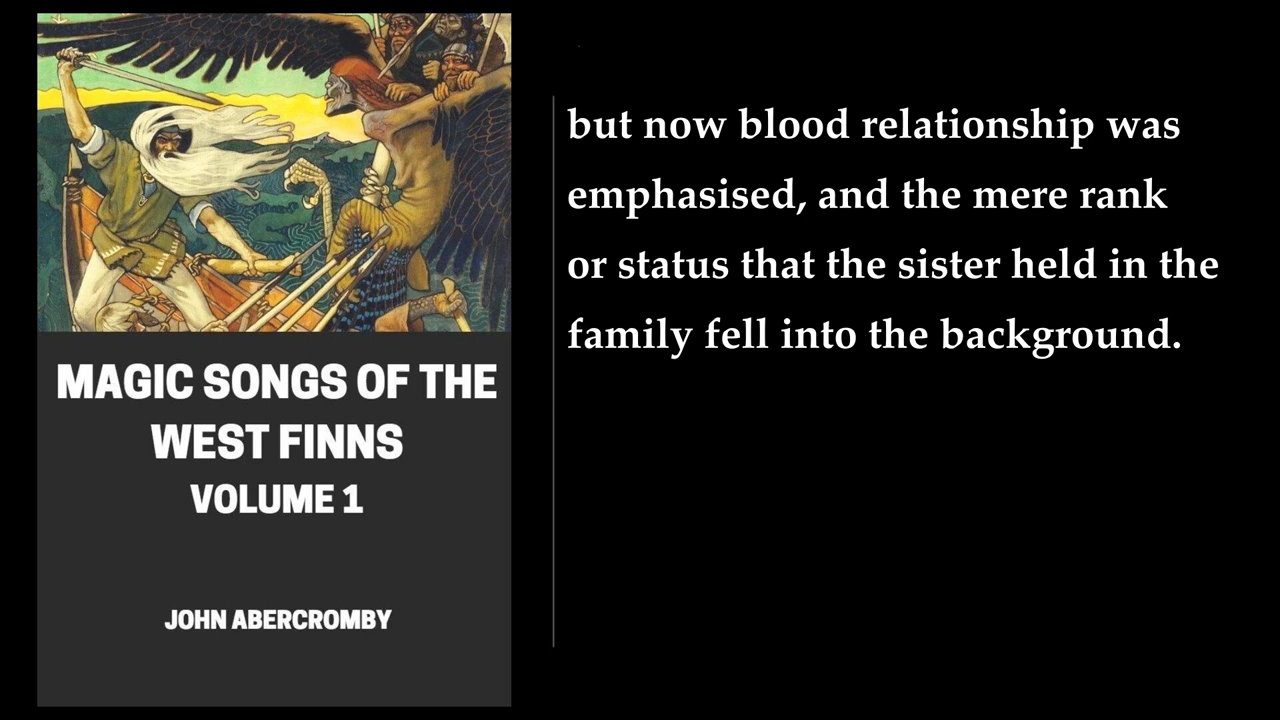 MAGIC SONGS OF THE
WEST FINNS
VOLUME 1
JOHN ABERCROMBY
but now blood relationship was
emphasised, and the mere rank
or status that the sister held in the
family fell into the background.